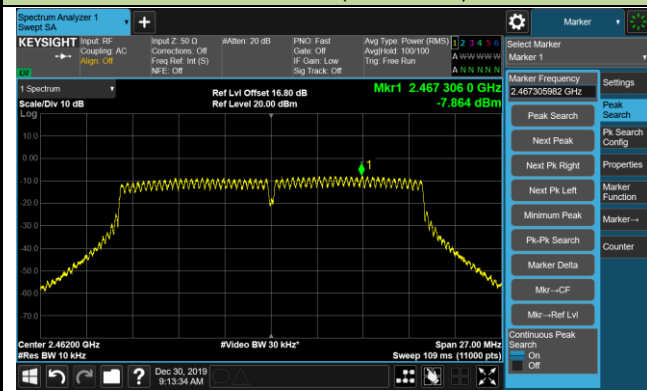 Spectrum Analyzer 1
Swept SA
+
Marker
KEYSIGHT
Input: RF
Coupling: AC
Align: Off
Input Z: 50 Ω
Corrections: Off
Freq Ref: Int (S)
NFE: Off
#Atten: 20 dB
PNO: Fast
Gate: Off
IF Gain: Low
Sig Track: Off
Avg Type: Power (RMS)
Avg|Hold: 100/100
Trig: Free Run
1 2 3 4 5 6
A W W W W W
A N N N N N
LXI
Select Marker
Marker 1
1 Spectrum
Scale/Div 10 dB
Log
Ref Lvl Offset 16.80 dB
Ref Level 20.00 dBm
Mkr1 2.467 306 0 GHz
-7.864 dBm
10.0
0.00
-10.0
-20.0
-30.0
-40.0
-50.0
-60.0
-70.0
1
Center 2.46200 GHz
#Res BW 10 kHz
#Video BW 30 kHz*
Span 27.00 MHz
Sweep 109 ms (11000 pts)
Marker Frequency
2.467305982 GHz
Peak Search
Next Peak
Next Pk Right
Next Pk Left
Minimum Peak
Pk-Pk Search
Marker Delta
Mkr→CF
Mkr→Ref Lvl
Continuous Peak
Search
On
Off
Settings
Peak
Search
Pk Search
Config
Properties
Marker
Function
Marker→
Counter
?
Dec 30, 2019
9:13:34 AM